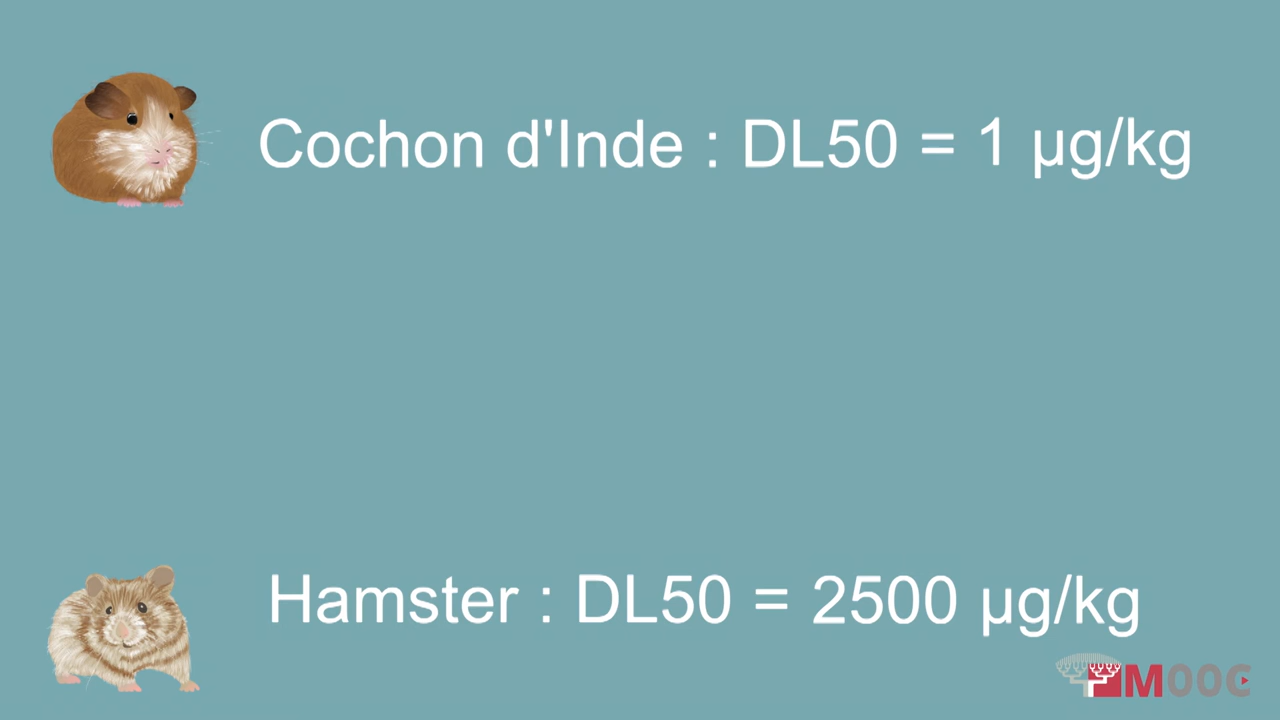 Cochon d'Inde : DL50 = 1 µg/kg
Hamster : DL50 = 2500 µg/kg
MOOC